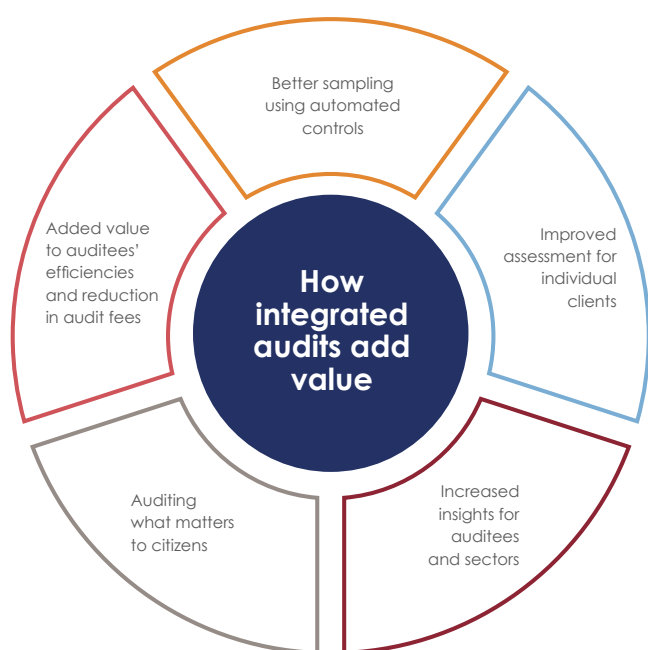 Better sampling
using automated
controls
Improved
assessment for
individual
clients
Increased
insights for
auditees
and sectors
Auditing
what matters
to citizens
Added value
to auditees’
efficiencies
and reduction
in audit fees
How
integrated
audits add
value